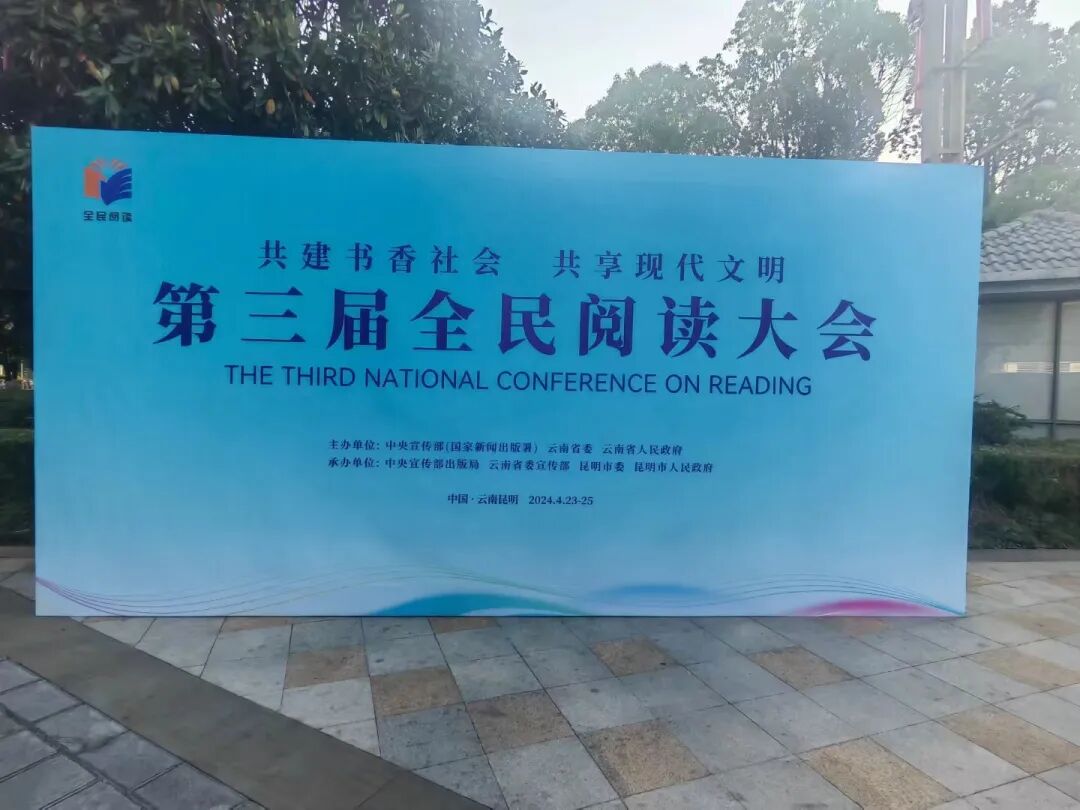 全民阅读
共建书香社会 共享现代文明
第三届全民阅读大会
THE THIRD NATIONAL CONFERENCE ON READING
主办单位：中央宣传部(国家新闻出版署) 云南省委 云南省人民政府
承办单位：中央宣传部出版局 云南省委宣传部 昆明市委 昆明市人民政府
中国·云南昆明 2024.4.23-25